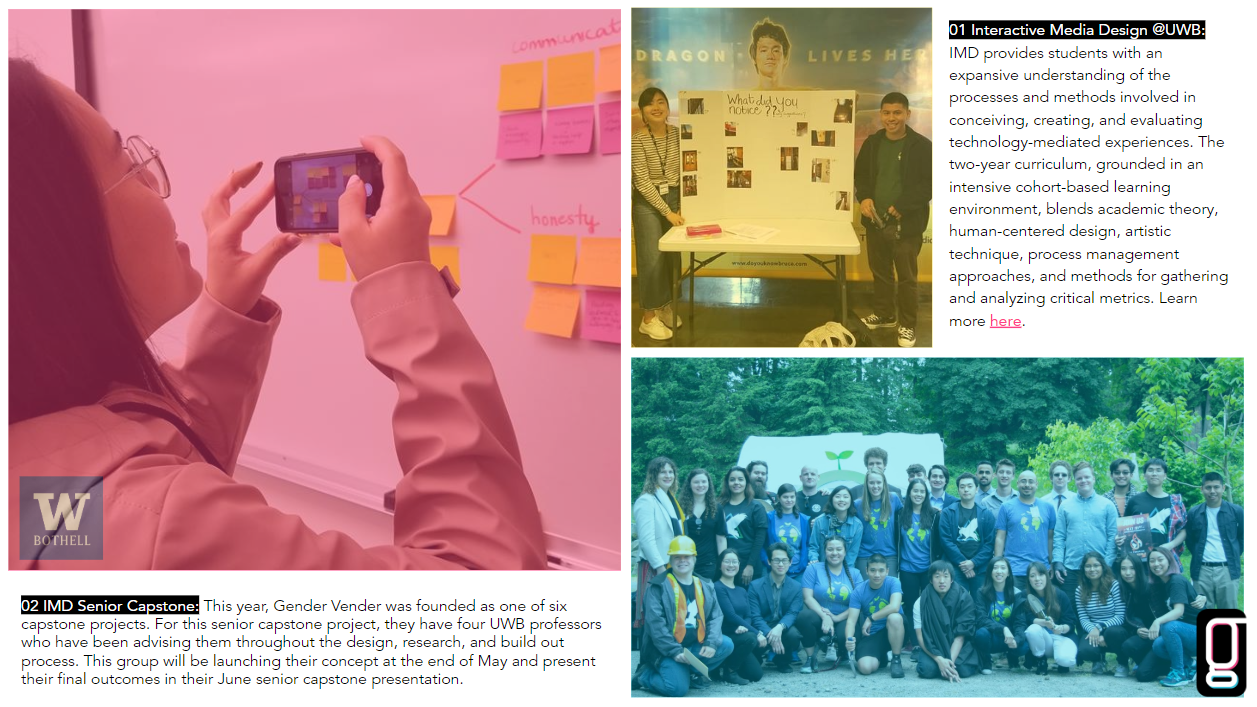 communicat
honesty
W
BOTHELL
02 IMD Senior Capstone: This year, Gender Vender was founded as one of six
capstone projects. For this senior capstone project, they have four UWB professors
who have been advising them throughout the design, research, and build out
process. This group will be launching their concept at the end of May and present
their final outcomes in their June senior capstone presentation.
DRAGON LIVES HER
What did you
notice ??
www.doyouknowbruce.com
01 Interactive Media Design @UWB:
IMD provides students with an
expansive understanding of the
processes and methods involved in
conceiving, creating, and evaluating
technology-mediated experiences. The
two-year curriculum, grounded in an
intensive cohort-based learning
environment, blends academic theory,
human-centered design, artistic
technique, process management
approaches, and methods for gathering
and analyzing critical metrics. Learn
more here.
g